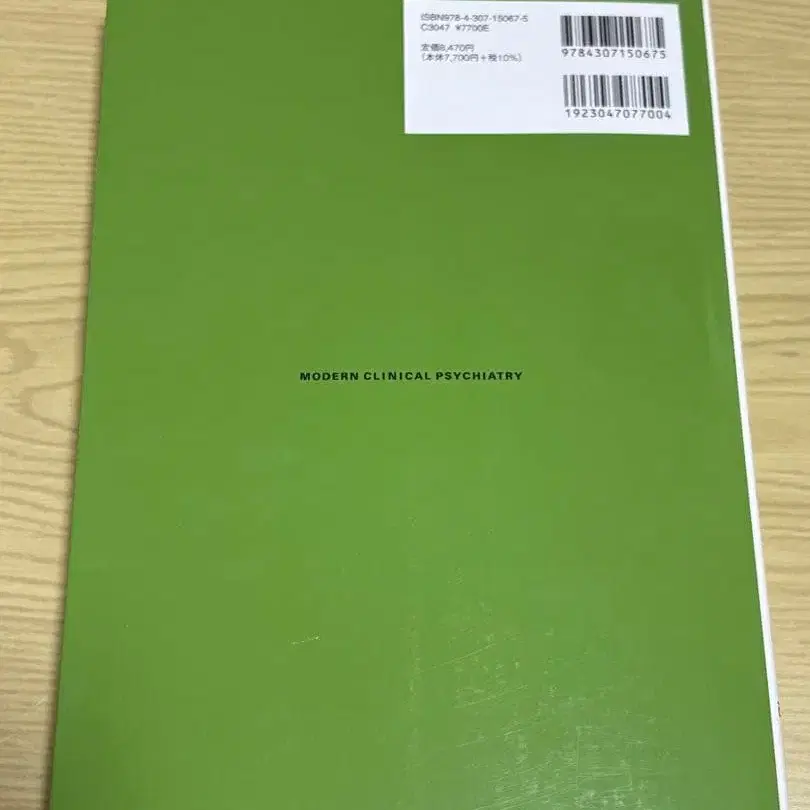 ISBN978-4-307-15067-5
C3047 ¥7700E
定価8,470円
(本体7,700円+税10%)
9784307150675
1923047077004
MODERN CLINICAL PSYCHIATRY